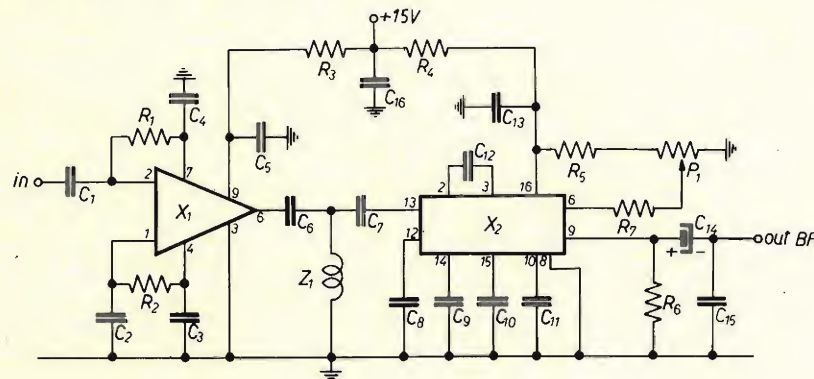 +15V
R3
R4
C16
C4
R1
C13
C5
C12
R5
P1
7
2
3
16
in
C1
2
9
6
X1
6
C6
C7
13
X2
R7
C14
1
3
12
9
+
-
out BF
4
14
15
10
8
R2
Z1
C2
C3
C8
C9
C10
C11
R6
C15